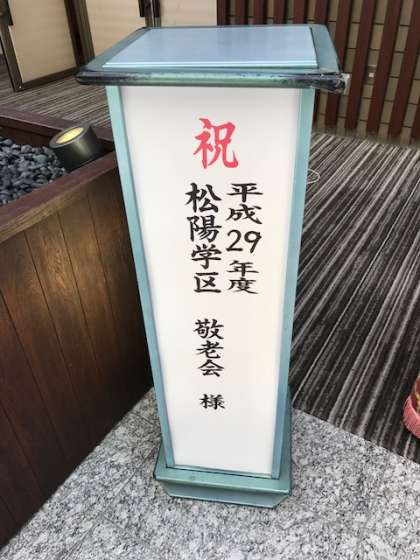 祝
平成29年度
松陽学区 敬老会 様